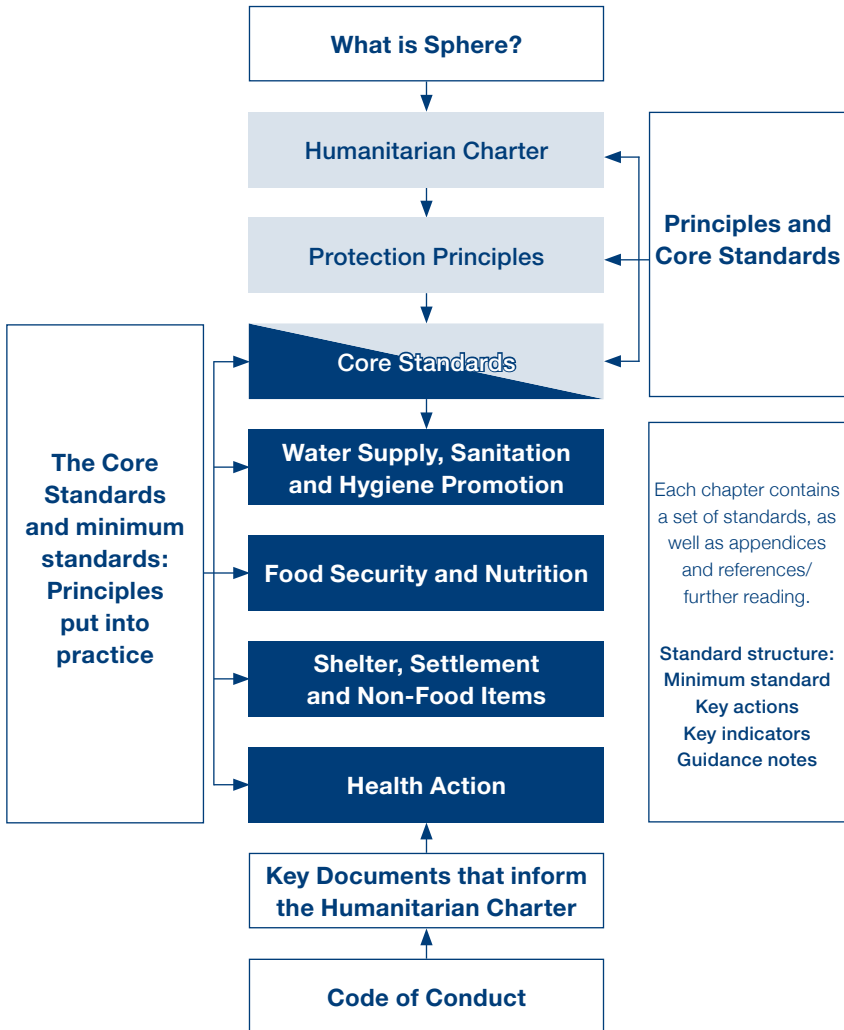 What is Sphere?
Humanitarian Charter
Protection Principles
Principles and
Core Standards
Core Standards
The Core
Standards
and minimum
standards:
Principles
put into
practice
Water Supply, Sanitation
and Hygiene Promotion
Food Security and Nutrition
Shelter, Settlement
and Non-Food Items
Health Action
Each chapter contains
a set of standards, as
well as appendices
and references/
further reading.
Standard structure:
Minimum standard
Key actions
Key indicators
Guidance notes
Key Documents that inform
the Humanitarian Charter
Code of Conduct